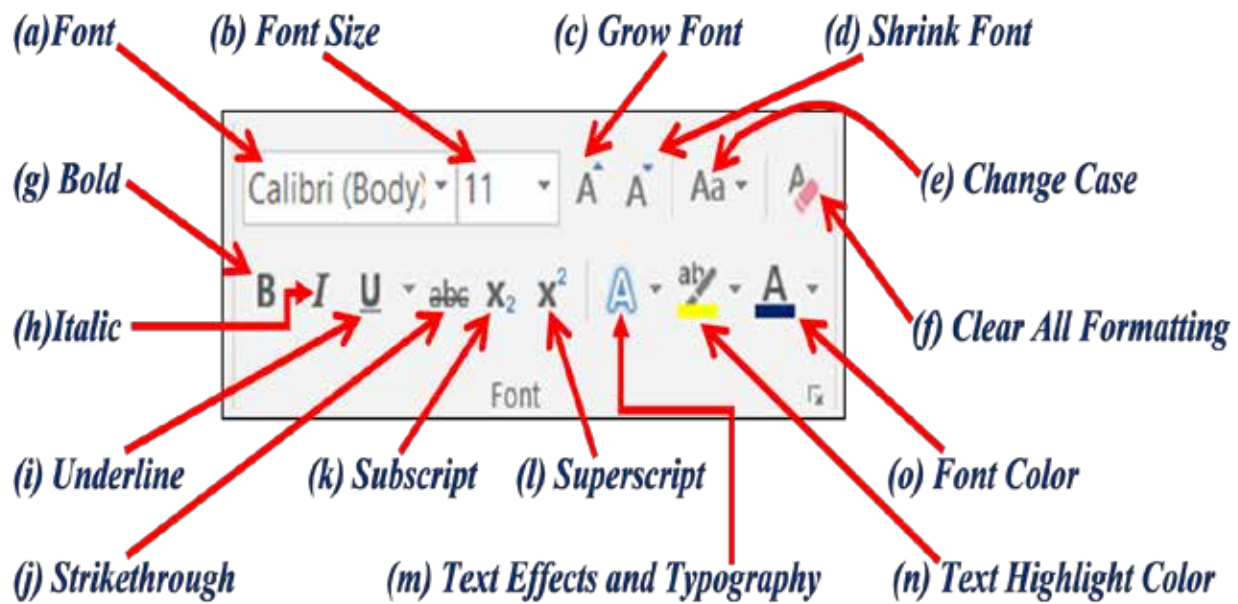 (a)Font
(b) Font Size
(c) Grow Font
(d) Shrink Font
(g) Bold
Calibri (Body)
11
A
A
Aa
A
(e) Change Case
B
I
U
abc
X₂
X²
A
ab
A
(h)Italic
(f) Clear All Formatting
Font
(i) Underline
(k) Subscript
(l) Superscript
(o) Font Color
(j) Strikethrough
(m) Text Effects and Typography
(n) Text Highlight Color